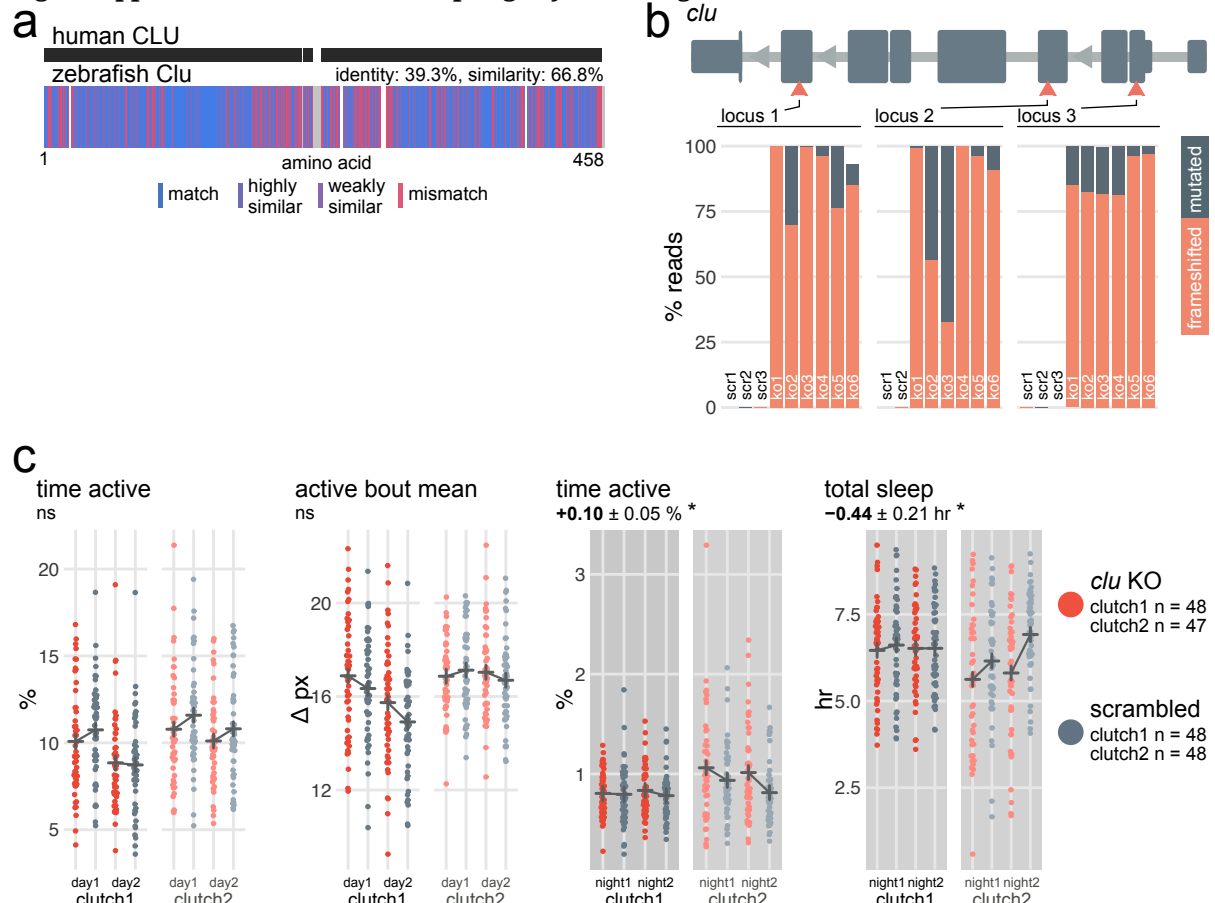 a
human CLU
zebrafish Clu
identity: 39.3%, similarity: 66.8%
1
amino acid
458
match
highly similar
weakly similar
mismatch
b
clu
locus 1
locus 2
locus 3
% reads
100
75
50
25
0
scr1
scr2
scr3
ko1
ko2
ko3
ko4
ko5
ko6
scr1
scr2
ko1
ko2
ko3
ko4
ko5
ko6
scr1
scr2
scr3
ko1
ko2
ko3
ko4
ko5
ko6
mutated
frameshifted
c
time active
ns
%
20
15
10
5
day1
day2
clutch1
day1
day2
clutch2
active bout mean
ns
Δ px
20
16
12
day1
day2
clutch1
day1
day2
clutch2
time active
+0.10 ± 0.05 % *
%
3
2
1
night1 night2
clutch1
night1 night2
clutch2
total sleep
−0.44 ± 0.21 hr *
hr
7.5
5.0
2.5
night1 night2
clutch1
night1 night2
clutch2
clu KO
clutch1 n = 48
clutch2 n = 47
scrambled
clutch1 n = 48
clutch2 n = 48